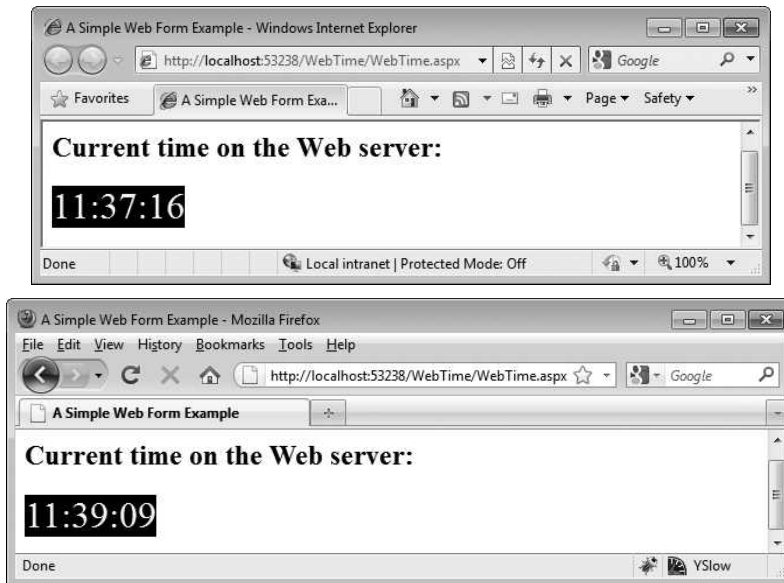 A Simple Web Form Example - Windows Internet Explorer
http://localhost:53238/WebTime/WebTime.aspx
Google
Favorites
A Simple Web Form Exa...
Page
Safety
»
Current time on the Web server:
11:37:16
Done
Local intranet | Protected Mode: Off
100%
A Simple Web Form Example - Mozilla Firefox
File Edit View History Bookmarks Tools Help
http://localhost:53238/WebTime/WebTime.aspx
Google
A Simple Web Form Example
Current time on the Web server:
11:39:09
Done
YSlow